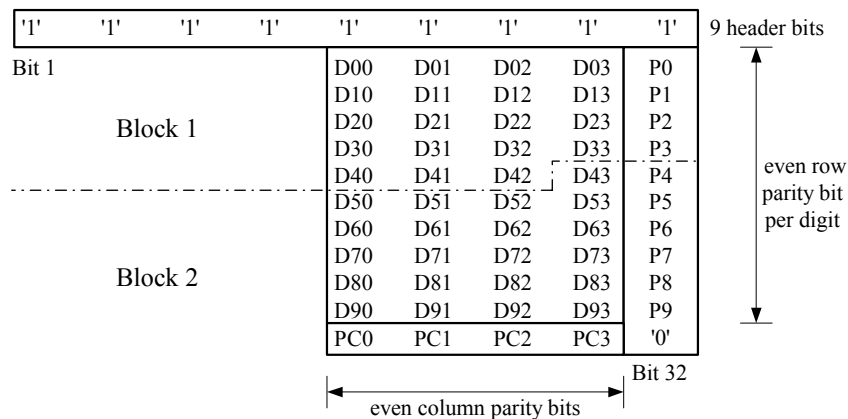 '1' '1' '1' '1' '1' '1' '1' '1' '1' 9 header bits
Bit 1
D00 D01 D02 D03 P0
D10 D11 D12 D13 P1
Block 1
D20 D21 D22 D23 P2
D30 D31 D32 D33 P3
D40 D41 D42 D43 P4
D50 D51 D52 D53 P5
D60 D61 D62 D63 P6
D70 D71 D72 D73 P7
Block 2
D80 D81 D82 D83 P8
D90 D91 D92 D93 P9
PC0 PC1 PC2 PC3 '0'
even row
parity bit
per digit
Bit 32
even column parity bits